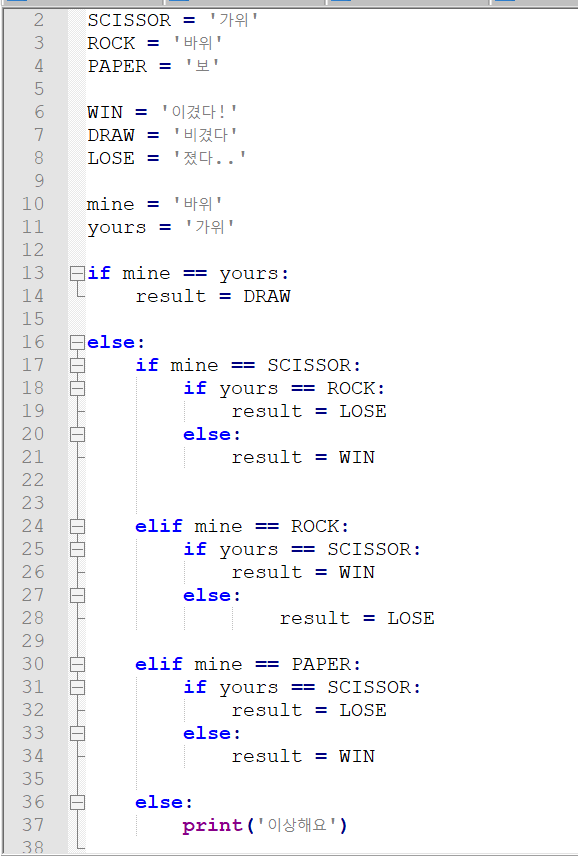 2 SCISSOR = '가위'
3 ROCK = '바위'
4 PAPER = '보'
5
6 WIN = '이겼다!'
7 DRAW = '비겼다'
8 LOSE = '졌다..'
9
10 mine = '바위'
11 yours = '가위'
12
13 if mine == yours:
14     result = DRAW
15
16 else:
17     if mine == SCISSOR:
18         if yours == ROCK:
19             result = LOSE
20         else:
21             result = WIN
22
23
24     elif mine == ROCK:
25         if yours == SCISSOR:
26             result = WIN
27         else:
28                 result = LOSE
29
30     elif mine == PAPER:
31         if yours == SCISSOR:
32             result = LOSE
33         else:
34             result = WIN
35
36     else:
37         print('이상해요')
38